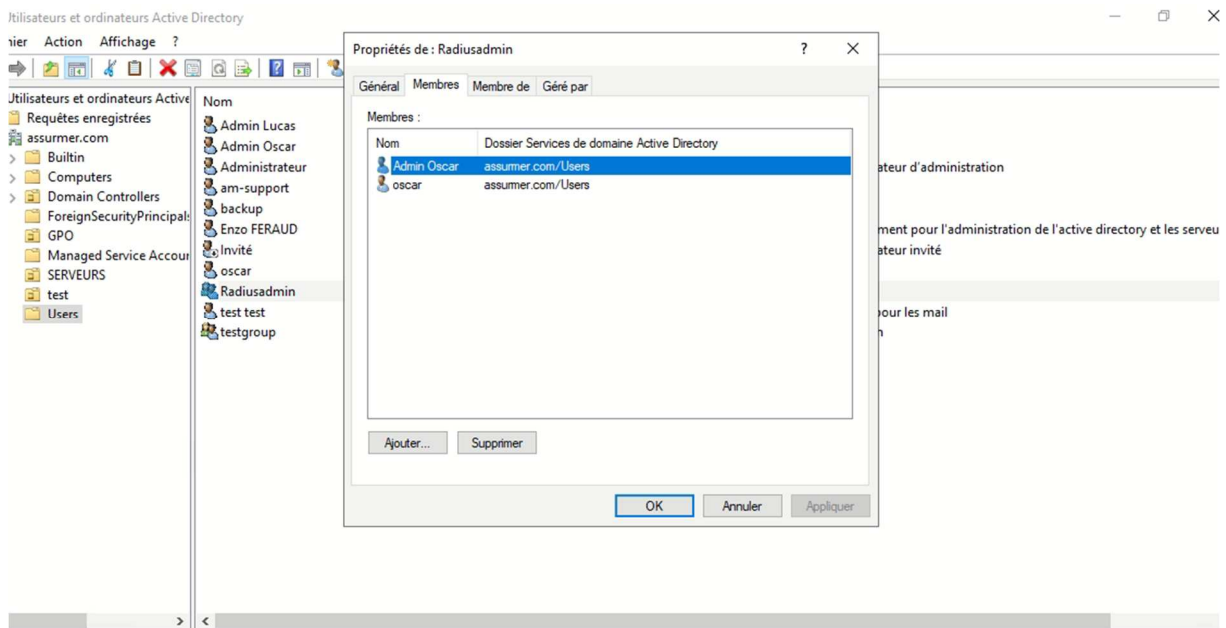 Utilisateurs et ordinateurs Active Directory
hier Action Affichage ?
Utilisateurs et ordinateurs Active
Requêtes enregistrées
assurmer.com
Builtin
Computers
Domain Controllers
ForeignSecurityPrincipals
GPO
Managed Service Accour
SERVEURS
test
Users
Nom
Admin Lucas
Admin Oscar
Administrateur
am-support
backup
Enzo FERAUD
Invité
oscar
Radiusadmin
test test
testgroup
Propriétés de : Radiusadmin ? ×
Général Membres Membre de Géré par
Membres :
Nom Dossier Services de domaine Active Directory
Admin Oscar assurmer.com/Users
oscar assurmer.com/Users
Ajouter... Supprimer
OK Annuler Appliquer
ateur d'administration
ment pour l'administration de l'active directory et les serveu
ateur invité
our les mail